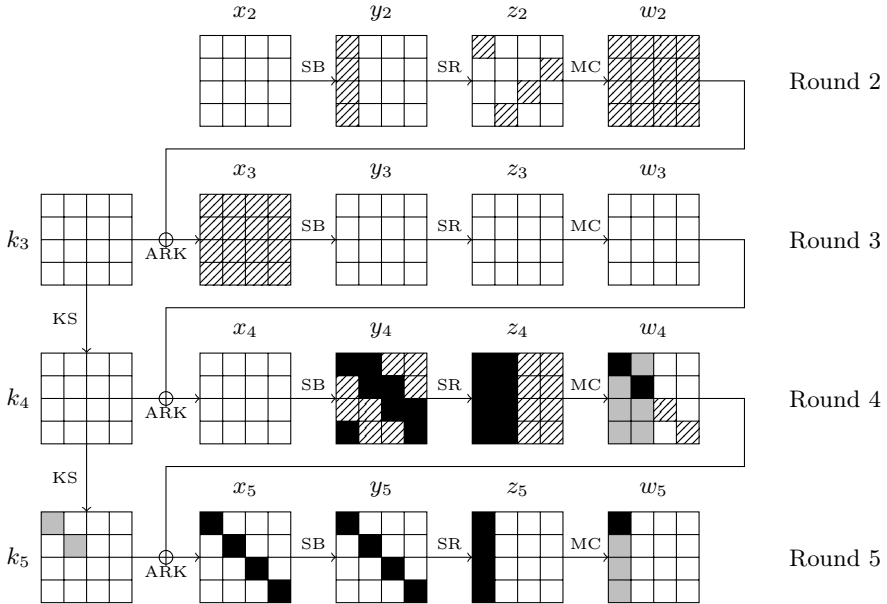 x₂ y₂ z₂ w₂
SB SR MC Round 2
x₃ y₃ z₃ w₃
k₃ ARK SB SR MC Round 3
KS
x₄ y₄ z₄ w₄
k₄ ARK SB SR MC Round 4
KS
x₅ y₅ z₅ w₅
k₅ ARK SB SR MC Round 5